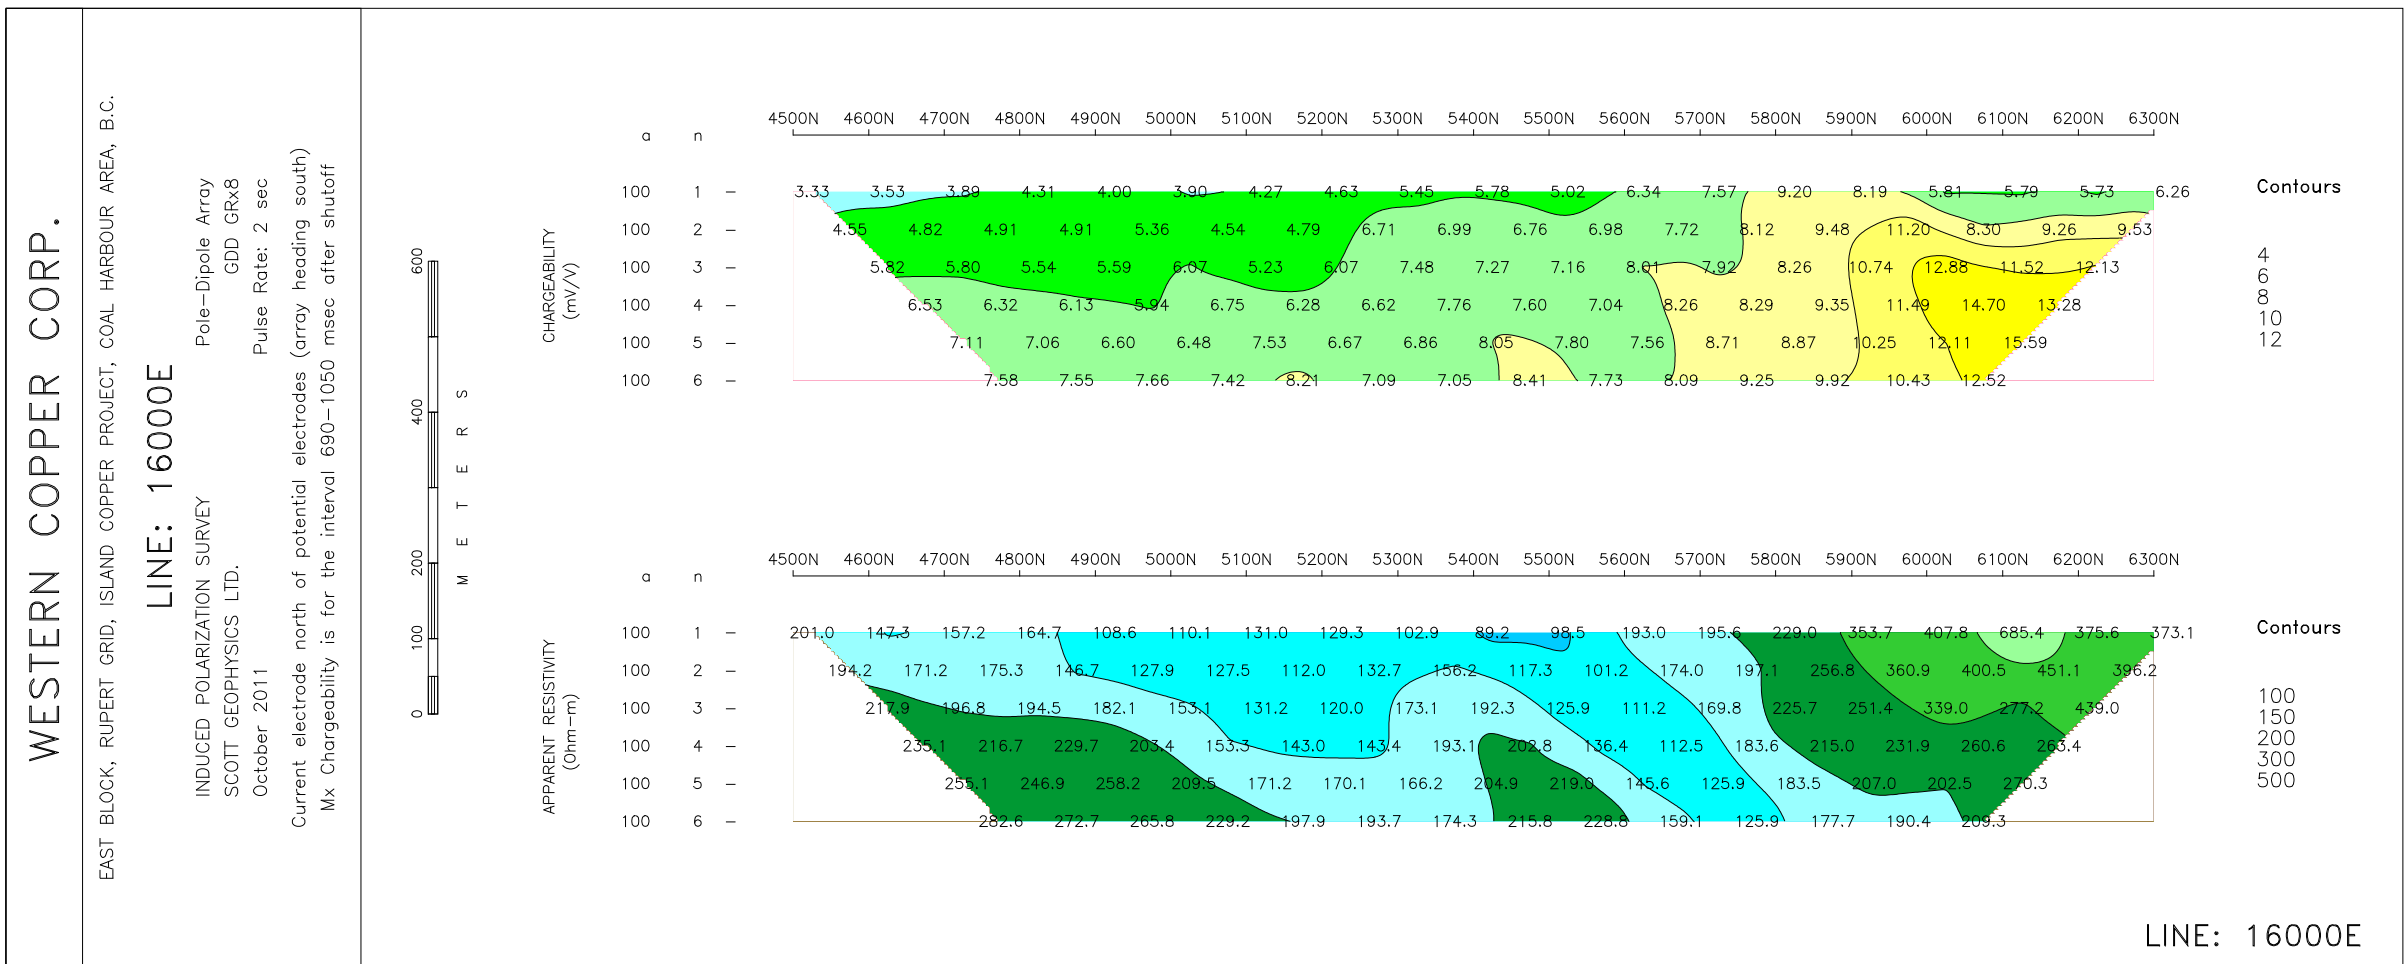 WESTERN COPPER CORP.
EAST BLOCK, RUPERT GRID, ISLAND COPPER PROJECT, COAL HARBOUR AREA, B.C.
LINE: 16000E
INDUCED POLARIZATION SURVEY Pole-Dipole Array
SCOTT GEOPHYSICS LTD. GDD GRx8
October 2011 Pulse Rate: 2 sec
Current electrode north of potential electrodes (array heading south)
Mx Chargeability is for the interval 690-1050 msec after shutoff
0 100 200 400 600
METERS
4500N 4600N 4700N 4800N 4900N 5000N 5100N 5200N 5300N 5400N 5500N 5600N 5700N 5800N 5900N 6000N 6100N 6200N 6300N
a n
CHARGEABILITY
(mV/V)
100 1 - 3.33 3.53 3.89 4.31 4.00 3.90 4.27 4.63 5.45 5.78 5.02 6.34 7.57 9.20 8.19 5.81 5.79 5.73 6.26
100 2 - 4.55 4.82 4.91 4.91 5.36 4.54 4.79 6.71 6.99 6.76 6.98 7.72 8.12 9.48 11.20 8.30 9.26 9.53
100 3 - 5.82 5.80 5.54 5.59 6.07 5.23 6.07 7.48 7.27 7.16 8.01 7.92 8.26 10.74 12.88 11.52 12.13
100 4 - 6.53 6.32 6.13 5.94 6.75 6.28 6.62 7.76 7.60 7.04 8.26 8.29 9.35 11.49 14.70 13.28
100 5 - 7.11 7.06 6.60 6.48 7.53 6.67 6.86 8.05 7.80 7.56 8.71 8.87 10.25 12.11 15.59
100 6 - 7.58 7.55 7.66 7.42 8.21 7.09 7.05 8.41 7.73 8.09 9.25 9.92 10.43 12.52
Contours
4
6
8
10
12
4500N 4600N 4700N 4800N 4900N 5000N 5100N 5200N 5300N 5400N 5500N 5600N 5700N 5800N 5900N 6000N 6100N 6200N 6300N
a n
APPARENT RESISTIVITY
(Ohm-m)
100 1 - 201.0 147.3 157.2 164.7 108.6 110.1 131.0 129.3 102.9 89.2 98.5 193.0 195.6 229.0 353.7 407.8 685.4 375.6 373.1
100 2 - 194.2 171.2 175.3 146.7 127.9 127.5 112.0 132.7 156.2 117.3 101.2 174.0 197.1 256.8 360.9 400.5 451.1 396.2
100 3 - 217.9 196.8 194.5 182.1 153.1 131.2 120.0 173.1 192.3 125.9 111.2 169.8 225.7 251.4 339.0 277.2 439.0
100 4 - 235.1 216.7 229.7 203.4 153.3 143.0 143.4 193.1 202.8 136.4 112.5 183.6 215.0 231.9 260.6 263.4
100 5 - 255.1 246.9 258.2 209.5 171.2 170.1 166.2 204.9 219.0 145.6 125.9 183.5 207.0 202.5 270.3
100 6 - 282.6 272.7 265.8 229.2 197.9 193.7 174.3 215.8 228.8 159.1 125.9 177.7 190.4 209.3
Contours
100
150
200
300
500
LINE: 16000E